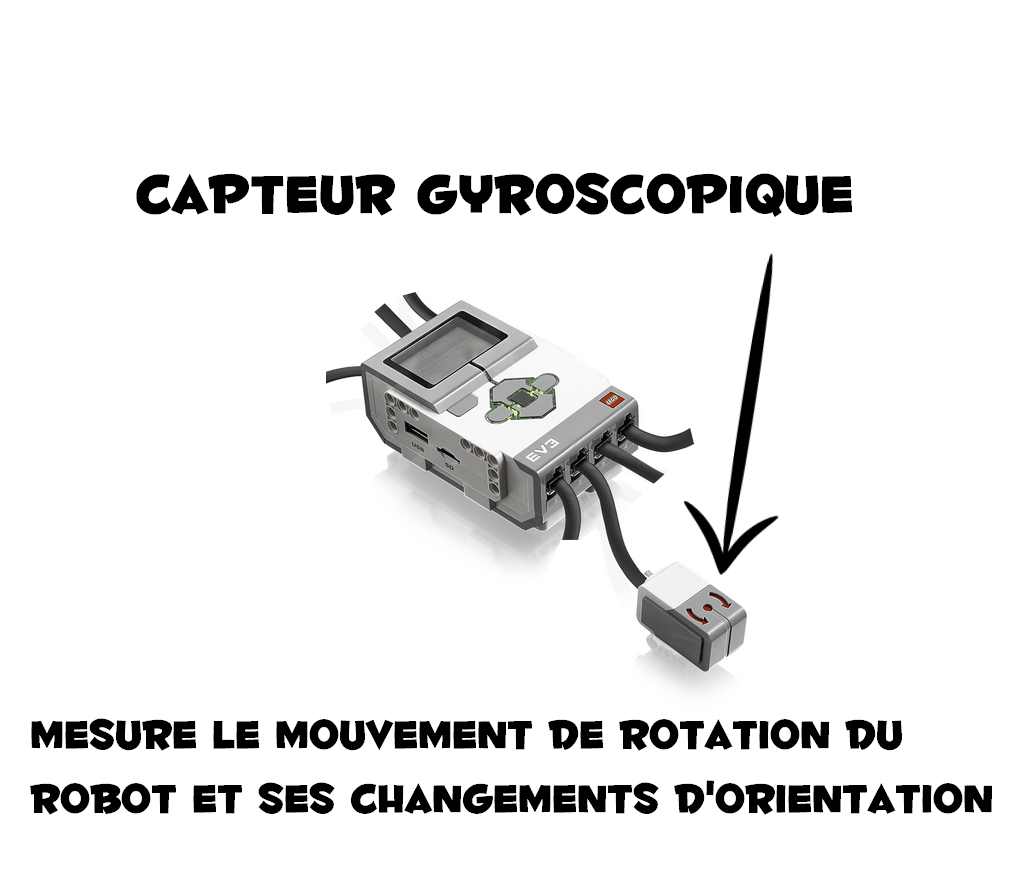 CAPTEUR GYROSCOPIQUE
LEGO
EV3
USB
SD
MESURE LE MOUVEMENT DE ROTATION DU
ROBOT ET SES CHANGEMENTS D'ORIENTATION